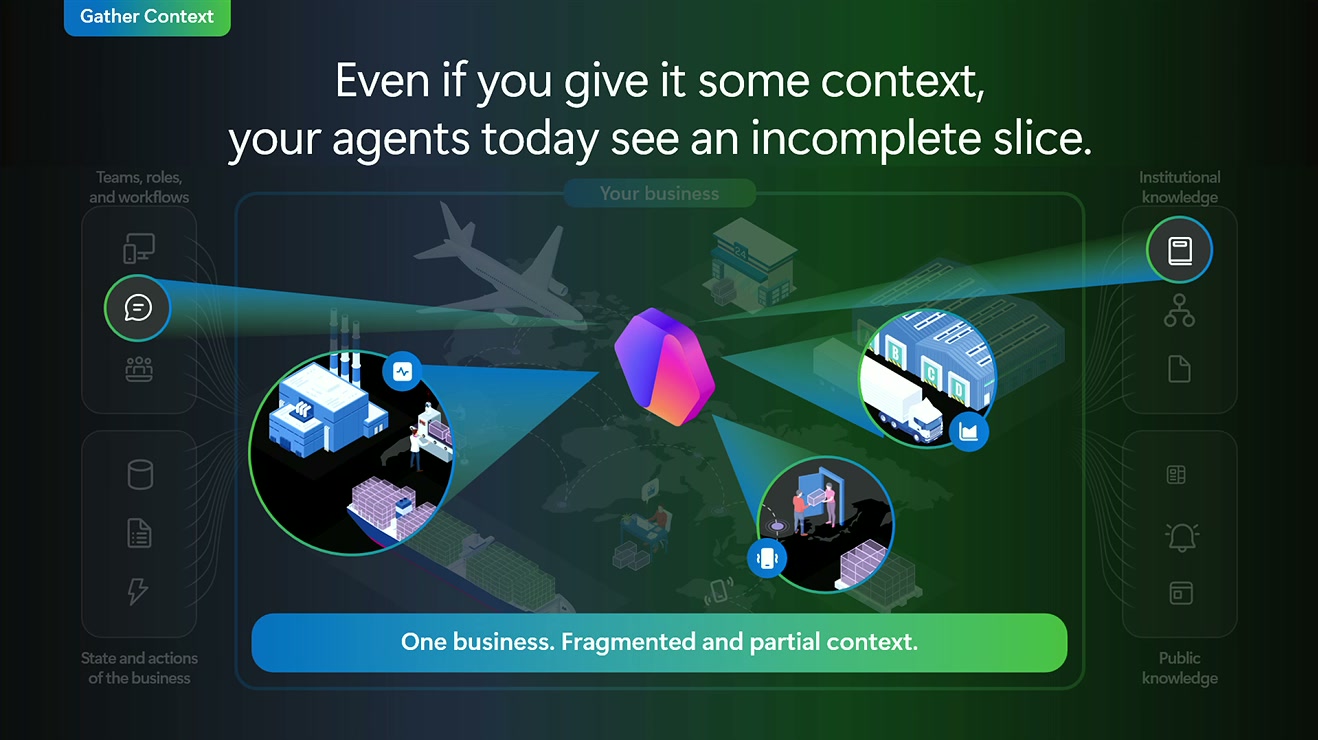 Gather Context
Even if you give it some context,
your agents today see an incomplete slice.
Teams, roles,
and workflows
Your business
Institutional
knowledge
24
B
C
D
One business. Fragmented and partial context.
State and actions
of the business
Public
knowledge